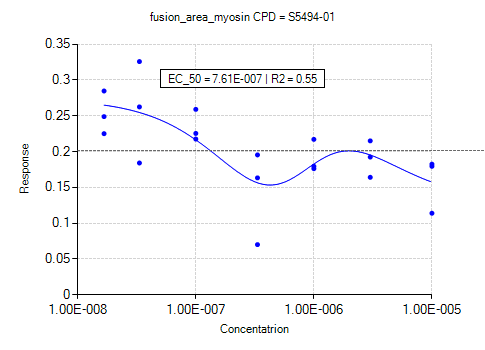 fusion_area_myosin CPD = S5494-01
0.35
0.3
0.25
0.2
0.15
0.1
0.05
0
EC_50 = 7.61E-007 | R2 = 0.55
Response
1.00E-008 1.00E-007 1.00E-006 1.00E-005
Concentatrion